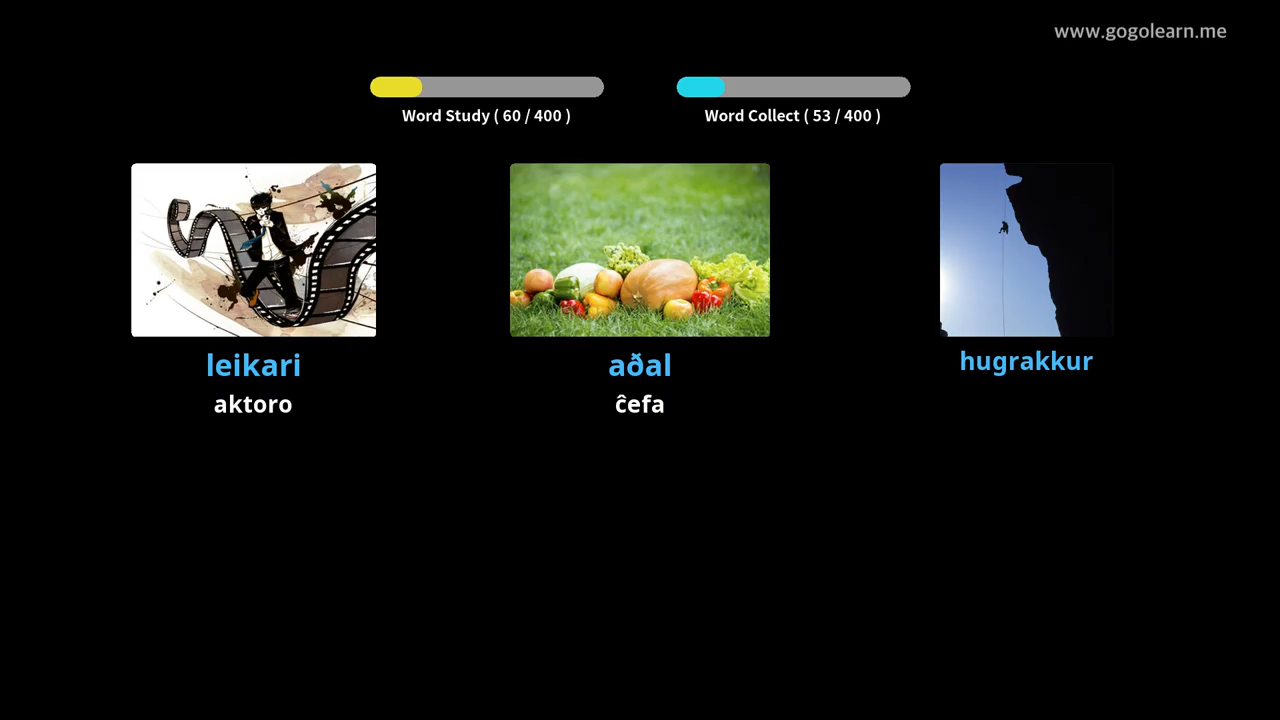 www.gogolearn.me
Word Study ( 60 / 400 )
Word Collect ( 53 / 400 )
leikari
aktoro
aðal
ĉefa
hugrakkur